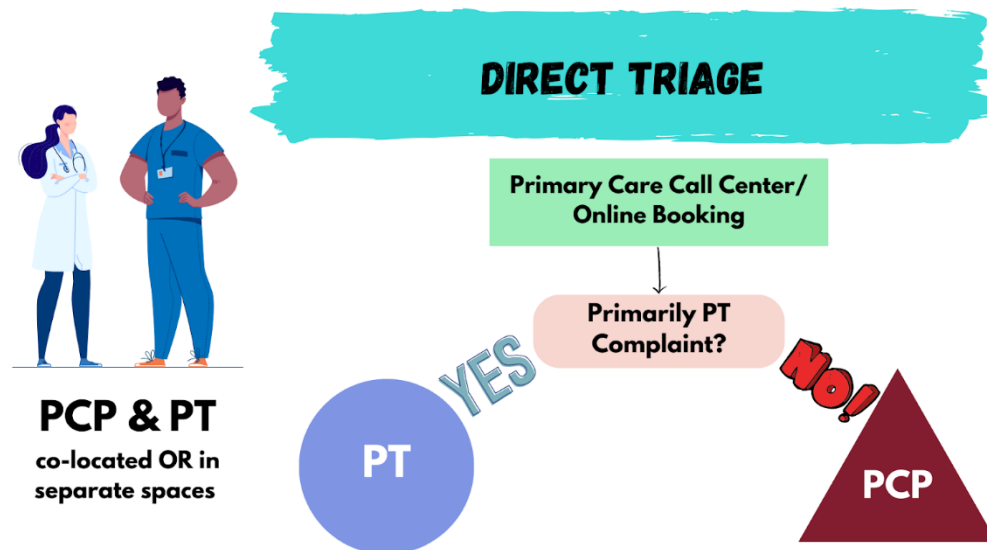 DIRECT TRIAGE
Primary Care Call Center/
Online Booking
Primarily PT
Complaint?
YES
NO!
PT
PCP
PCP & PT
co-located OR in
separate spaces